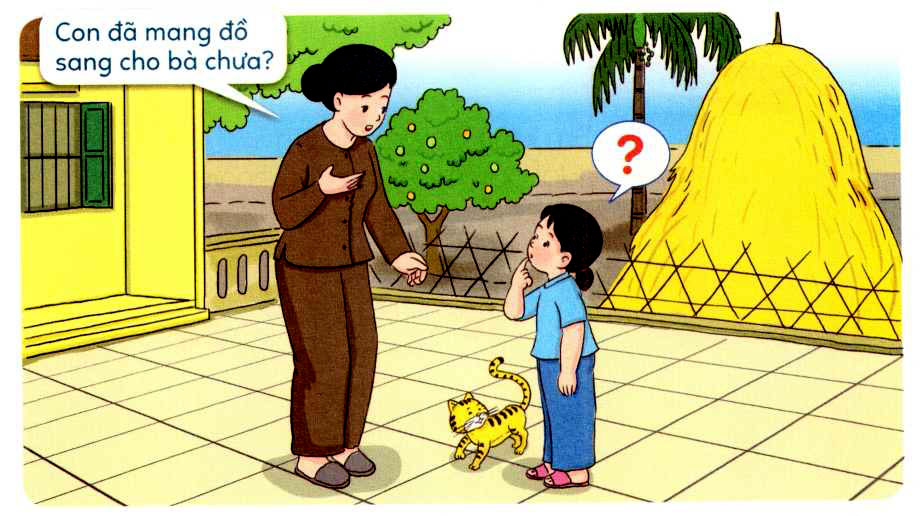 Con đã mang đồ
sang cho bà chưa?
?